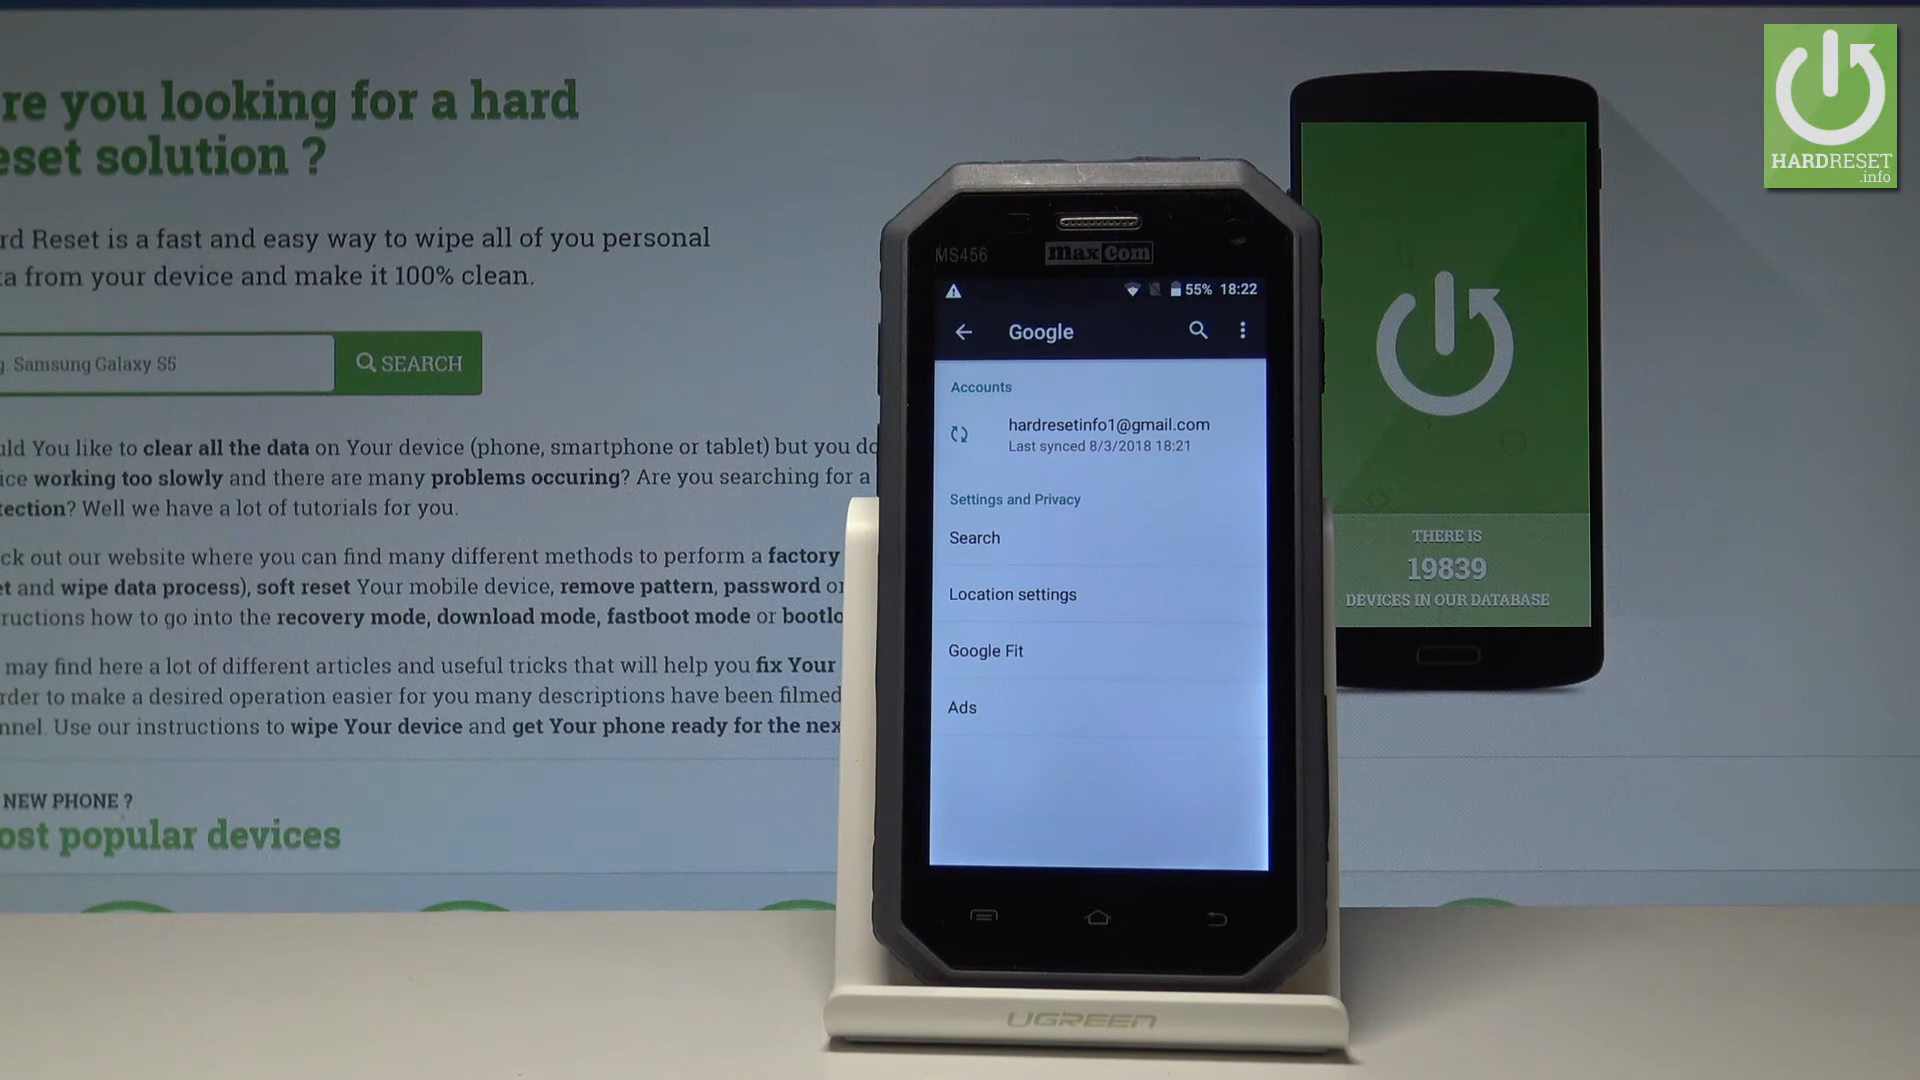 re you looking for a hard
eset solution ?
rd Reset is a fast and easy way to wipe all of you personal
a from your device and make it 100% clean.
g. Samsung Galaxy S5
SEARCH
uld You like to clear all the data on Your device (phone, smartphone or tablet) but you do
ice working too slowly and there are many problems occuring? Are you searching for a
tection? Well we have a lot of tutorials for you.
ck out our website where you can find many different methods to perform a factory
et and wipe data process), soft reset Your mobile device, remove pattern, password or
ructions how to go into the recovery mode, download mode, fastboot mode or bootlo
may find here a lot of different articles and useful tricks that will help you fix Your
rder to make a desired operation easier for you many descriptions have been filmed
nnel. Use our instructions to wipe Your device and get Your phone ready for the nex
NEW PHONE ?
ost popular devices
MS456
maxcom
55% 18:22
Google
Accounts
hardresetinfo1@gmail.com
Last synced 8/3/2018 18:21
Settings and Privacy
Search
Location settings
Google Fit
Ads
UGREEN
THERE IS
19839
DEVICES IN OUR DATABASE
HARDRESET
.info